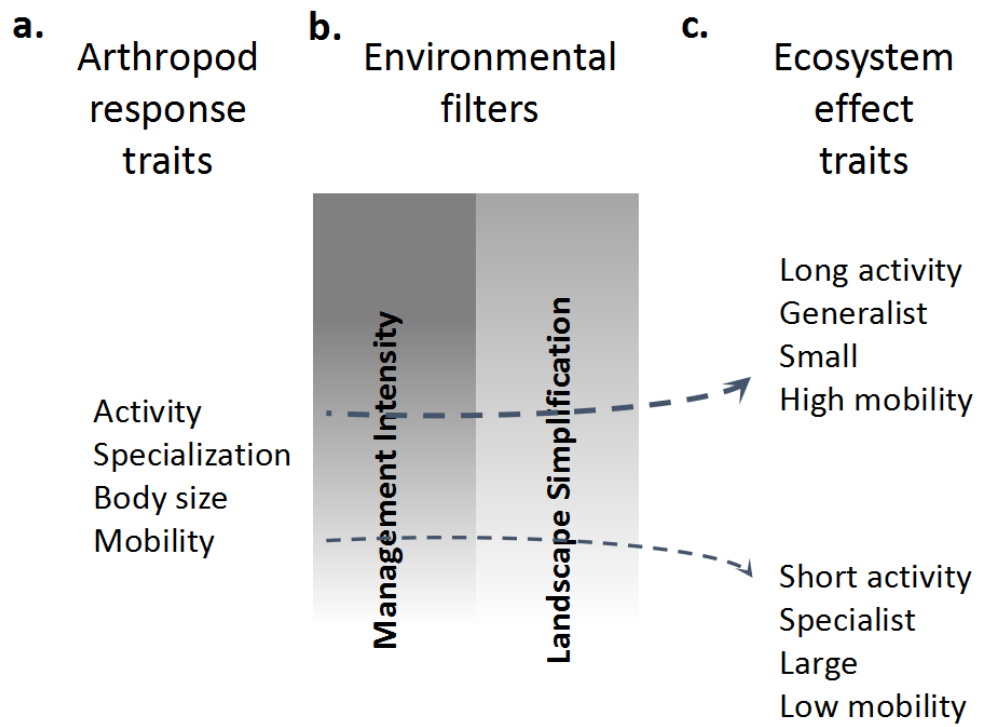 a.
Arthropod
response
traits
b.
Environmental
filters
c.
Ecosystem
effect
traits
Activity
Specialization
Body size
Mobility
Management Intensity
Landscape Simplification
Long activity
Generalist
Small
High mobility
Short activity
Specialist
Large
Low mobility